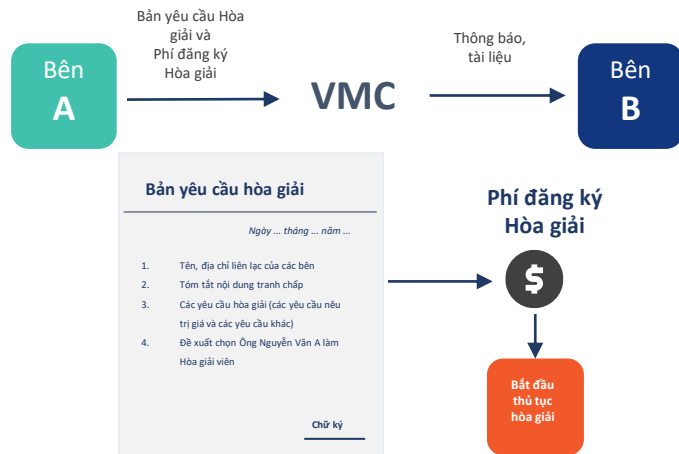 Bản yêu cầu Hòa
giải và
Phí đăng ký
Hòa giải
Thông báo,
tài liệu
Bên
A
VMC
Bên
B
Bản yêu cầu hòa giải
Ngày ... tháng ... năm ...
1. Tên, địa chỉ liên lạc của các bên
2. Tóm tắt nội dung tranh chấp
3. Các yêu cầu hòa giải (các yêu cầu nêu
trị giá và các yêu cầu khác)
4. Đề xuất chọn Ông Nguyễn Văn A làm
Hòa giải viên
Chữ ký
Phí đăng ký
Hòa giải
$
Bắt đầu
thủ tục
hòa giải